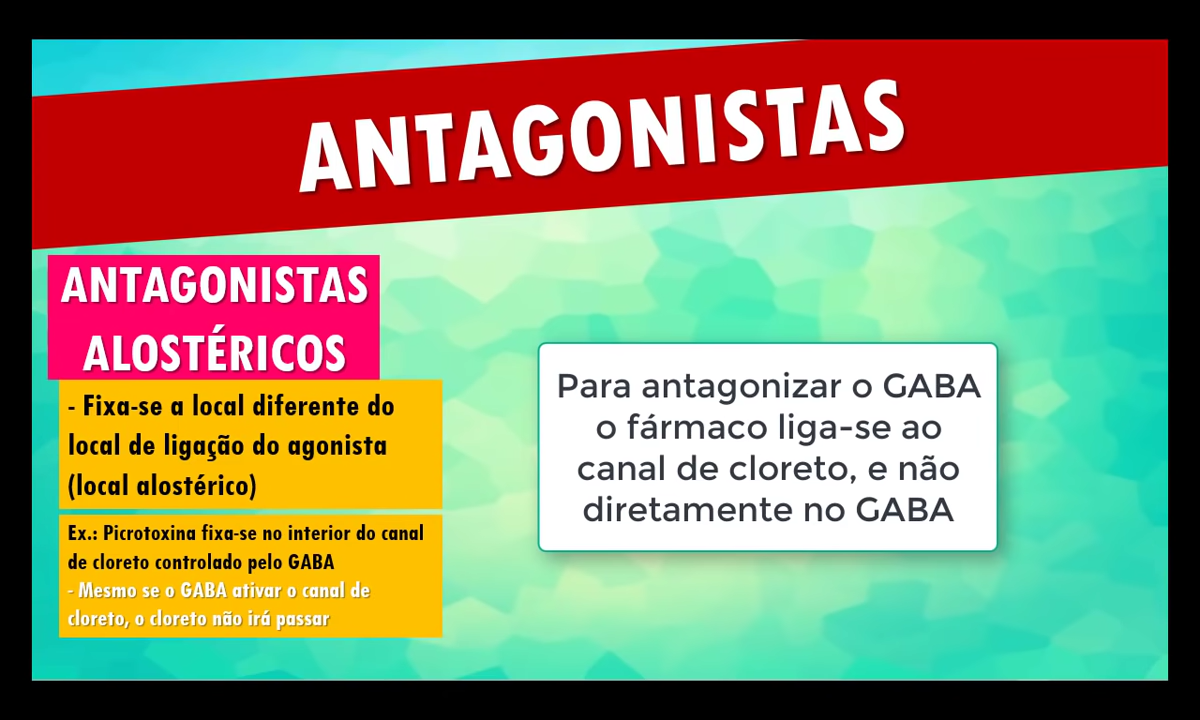 ANTAGONISTAS
ANTAGONISTAS
ALOSTÉRICOS
- Fixa-se a local diferente do
local de ligação do agonista
(local alostérico)
Ex.: Picrotoxina fixa-se no interior do canal
de cloreto controlado pelo GABA
- Mesmo se o GABA ativar o canal de
cloreto, o cloreto não irá passar
Para antagonizar o GABA
o fármaco liga-se ao
canal de cloreto, e não
diretamente no GABA